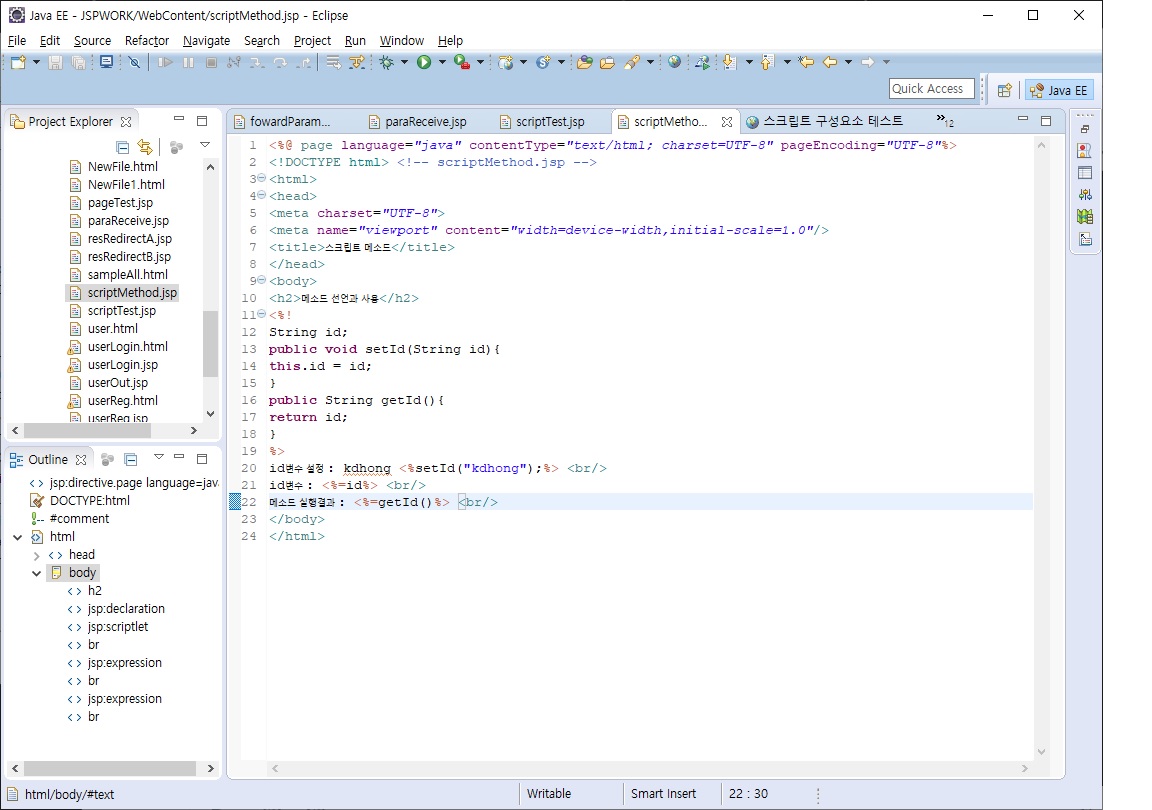 Java EE - JSPWORK/WebContent/scriptMethod.jsp - Eclipse
File Edit Source Refactor Navigate Search Project Run Window Help
Quick Access
Java EE
Project Explorer
NewFile.html
NewFile1.html
pageTest.jsp
paraReceive.jsp
resRedirectA.jsp
resRedirectB.jsp
sampleAll.html
scriptMethod.jsp
scriptTest.jsp
user.html
userLogin.html
userLogin.jsp
userOut.jsp
userReg.html
userReg.jsp
Outline
jsp:directive.page language=java
DOCTYPE:html
#comment
html
head
body
h2
jsp:declaration
jsp:scriptlet
br
jsp:expression
br
jsp:expression
br
fowardParam... paraReceive.jsp scriptTest.jsp scriptMetho... 스크립트 구성요소 테스트 »12
1 <%@ page language="java" contentType="text/html; charset=UTF-8" pageEncoding="UTF-8"%>
2 <!DOCTYPE html> <!-- scriptMethod.jsp -->
3 <html>
4 <head>
5 <meta charset="UTF-8">
6 <meta name="viewport" content="width=device-width,initial-scale=1.0"/>
7 <title>스크립트 메소드</title>
8 </head>
9 <body>
10 <h2>메소드 선언과 사용</h2>
11 <%!
12 String id;
13 public void setId(String id){
14 this.id = id;
15 }
16 public String getId(){
17 return id;
18 }
19 %>
20 id변수 설정 : kdhong <%setId("kdhong");%> <br/>
21 id변수 : <%=id%> <br/>
22 메소드 실행결과 : <%=getId()%> <br/>
23 </body>
24 </html>
html/body/#text Writable Smart Insert 22 : 30